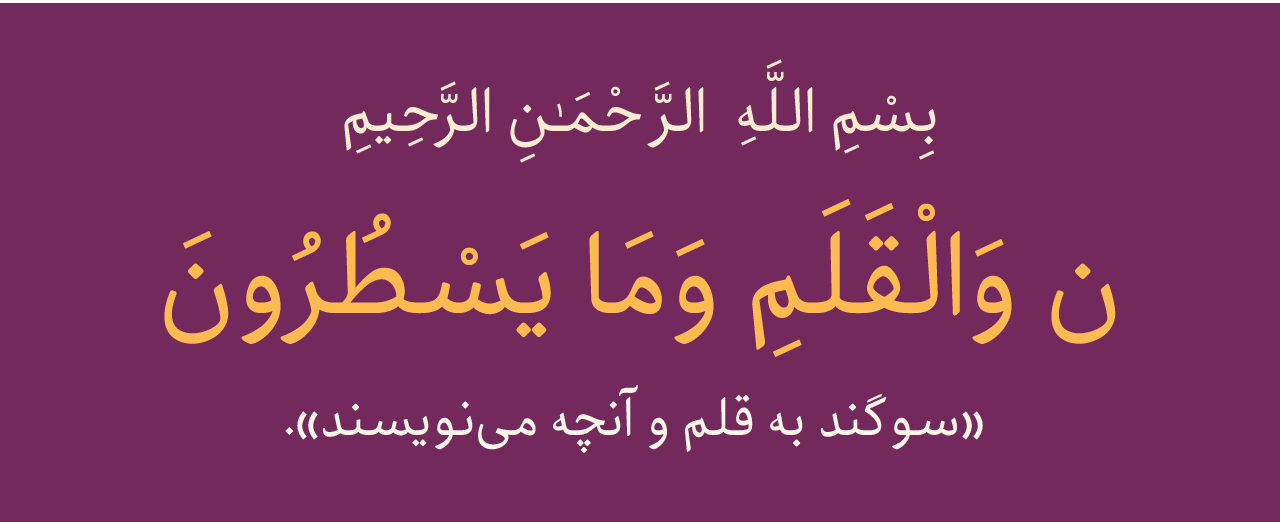 بِسْمِ اللَّهِ الرَّحْمَـٰنِ الرَّحِيمِ
ن وَالْقَلَمِ وَمَا يَسْطُرُونَ
«سوگند به قلم و آنچه می‌نویسند».